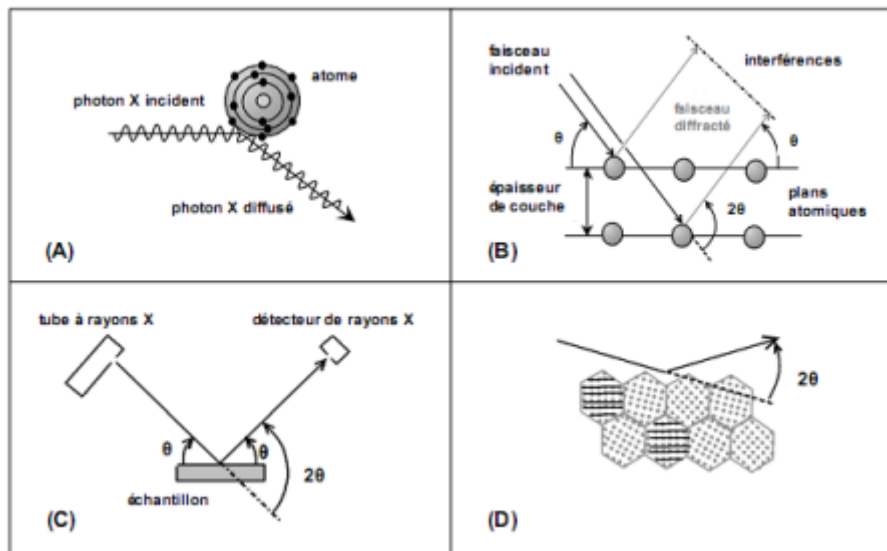 atome
photon X incident
photon X diffusé
(A)
faisceau
incident
interférences
faisceau
diffracté
θ
θ
épaisseur
de couche
plans
atomiques
2θ
(B)
tube à rayons X
détecteur de rayons X
θ
θ
2θ
échantillon
(C)
2θ
(D)